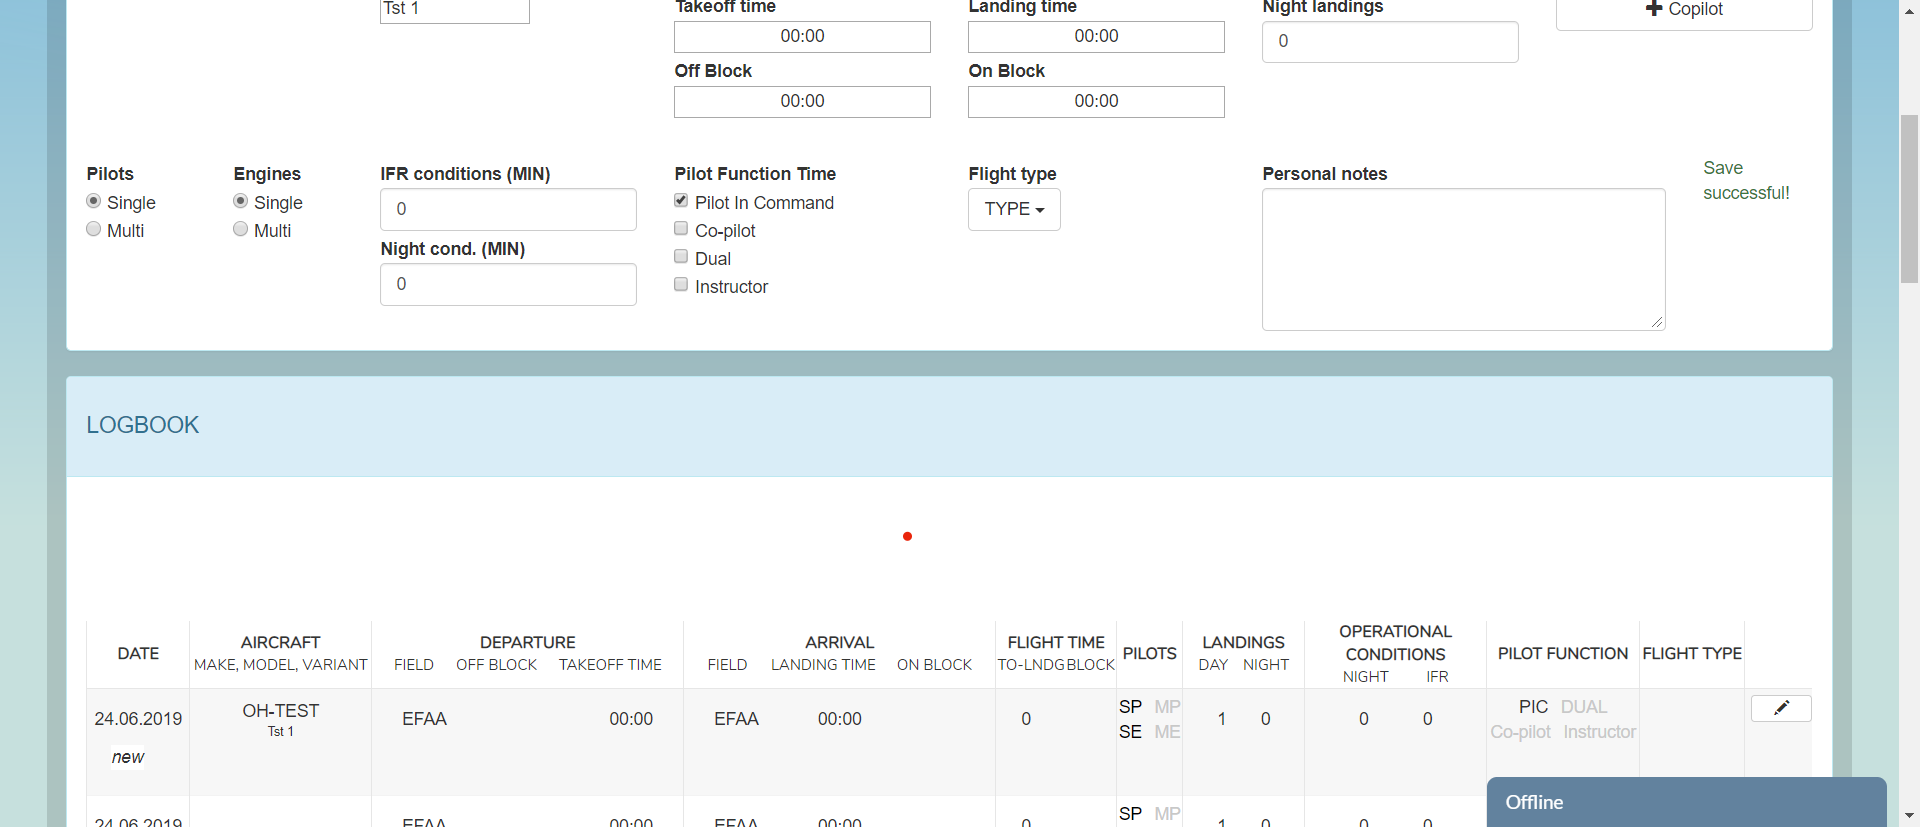 Tst 1
Takeoff time
Landing time
Night landings
Copilot
00:00
00:00
0
Off Block
On Block
00:00
00:00
Pilots
Single
Multi
Engines
Single
Multi
IFR conditions (MIN)
0
Night cond. (MIN)
0
Pilot Function Time
Pilot In Command
Co-pilot
Dual
Instructor
Flight type
TYPE
Personal notes
Save
successful!
LOGBOOK
DATE
AIRCRAFT
MAKE, MODEL, VARIANT
DEPARTURE
FIELD OFF BLOCK TAKEOFF TIME
ARRIVAL
FIELD LANDING TIME ON BLOCK
FLIGHT TIME
TO-LNDG BLOCK
PILOTS
LANDINGS
DAY NIGHT
OPERATIONAL
CONDITIONS
NIGHT IFR
PILOT FUNCTION
FLIGHT TYPE
24.06.2019
new
OH-TEST
Tst 1
EFAA 00:00
EFAA 00:00
0
SP MP
SE ME
1 0
0 0
PIC DUAL
Co-pilot Instructor
24.06.2019
EFAA 00:00
EFAA 00:00
0
SP MP
1 0
0 0
Offline